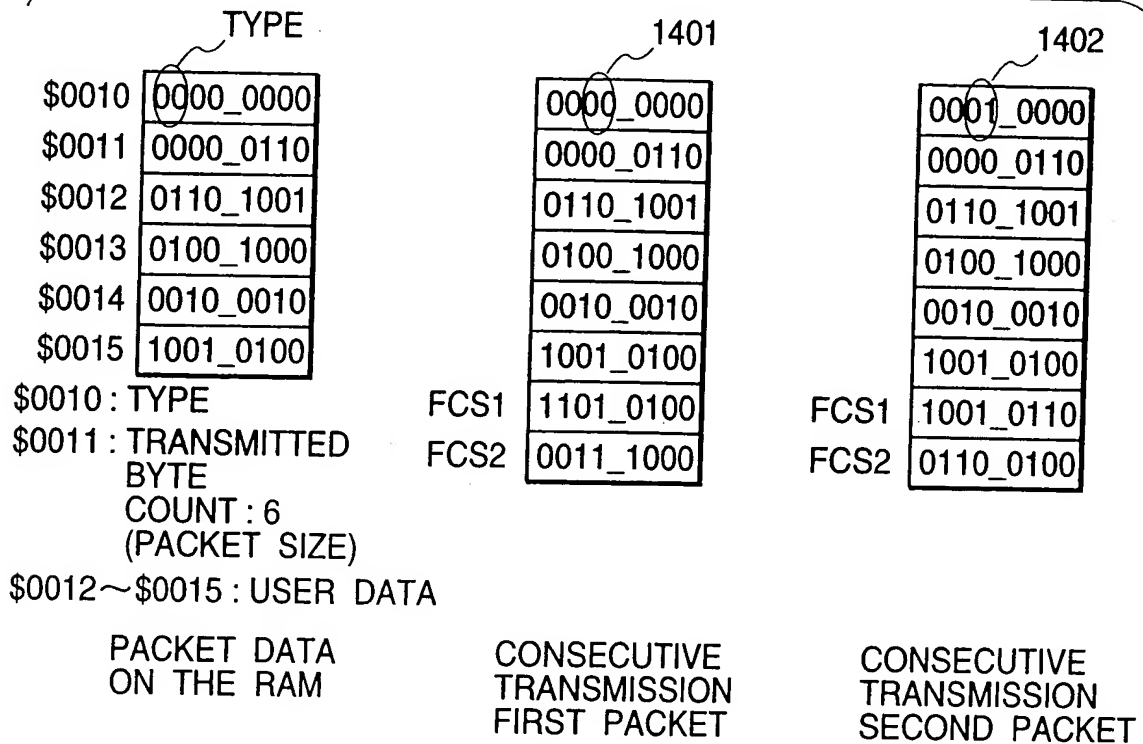 TYPE
$0010 0000_0000
$0011 0000_0110
$0012 0110_1001
$0013 0100_1000
$0014 0010_0010
$0015 1001_0100
$0010 : TYPE
$0011 : TRANSMITTED
BYTE
COUNT : 6
(PACKET SIZE)
$0012~$0015 : USER DATA
PACKET DATA
ON THE RAM
1401
0000_0000
0000_0110
0110_1001
0100_1000
0010_0010
1001_0100
FCS1 1101_0100
FCS2 0011_1000
CONSECUTIVE
TRANSMISSION
FIRST PACKET
1402
0001_0000
0000_0110
0110_1001
0100_1000
0010_0010
1001_0100
FCS1 1001_0110
FCS2 0110_0100
CONSECUTIVE
TRANSMISSION
SECOND PACKET